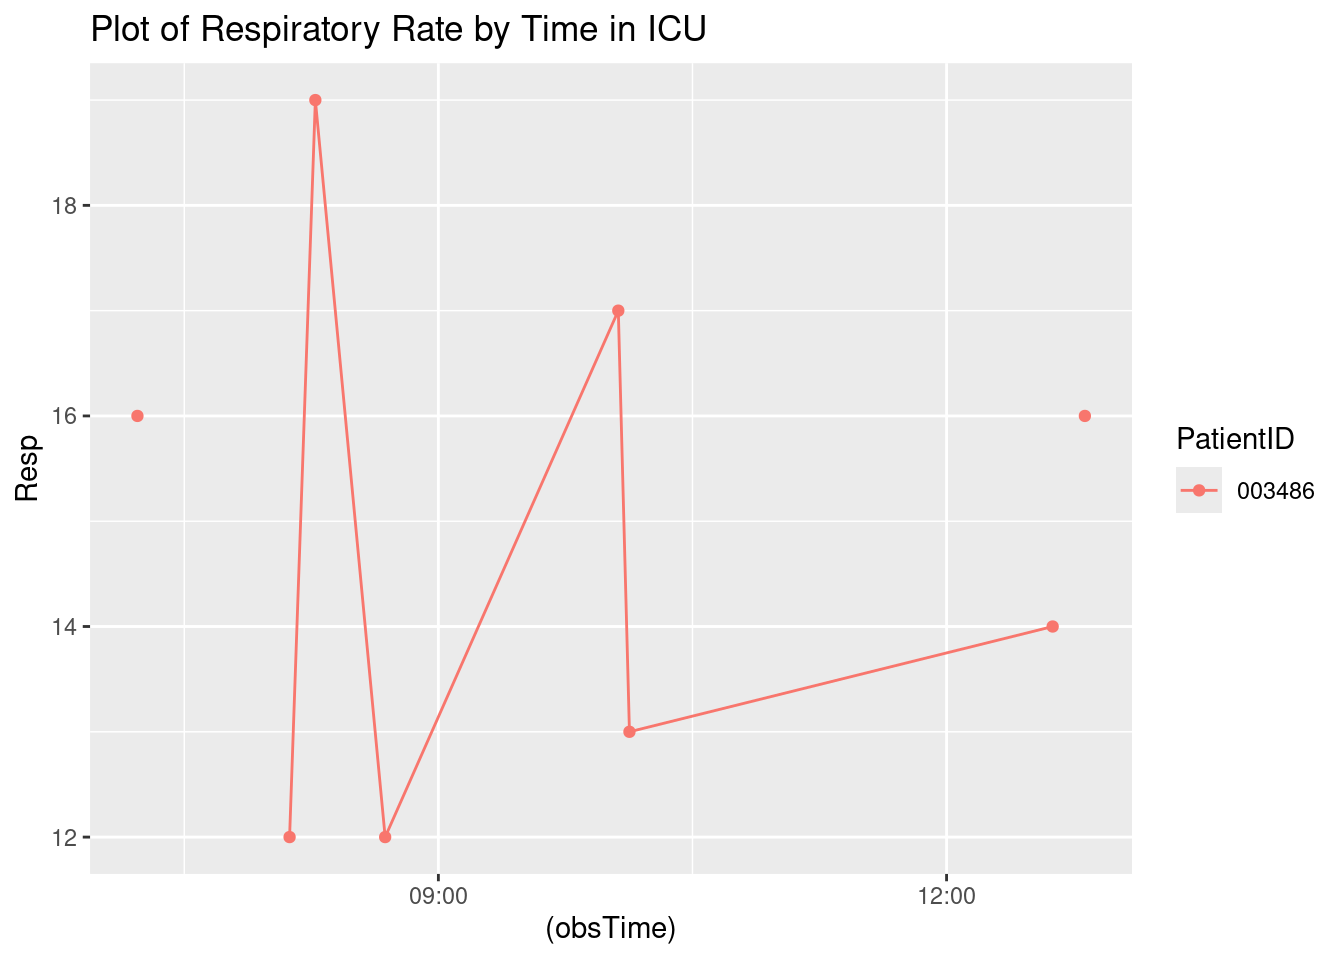 Plot of Respiratory Rate by Time in ICU
18
16
14
12
Resp
09:00
12:00
(obsTime)
PatientID
003486